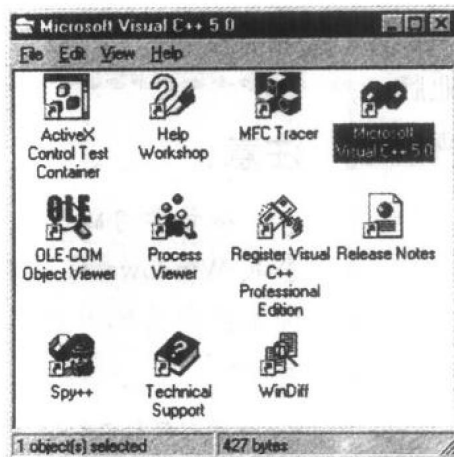 Microsoft Visual C++ 5.0
File Edit View Help
ActiveX
Control Test
Container
Help
Workshop
MFC Tracer
Microsoft
Visual C++ 5.0
OLE
OLE-COM
Object Viewer
Process
Viewer
Register Visual
C++
Professional
Edition
Release Notes
Spy++
Technical
Support
WinDiff
1 object(s) selected
427 bytes